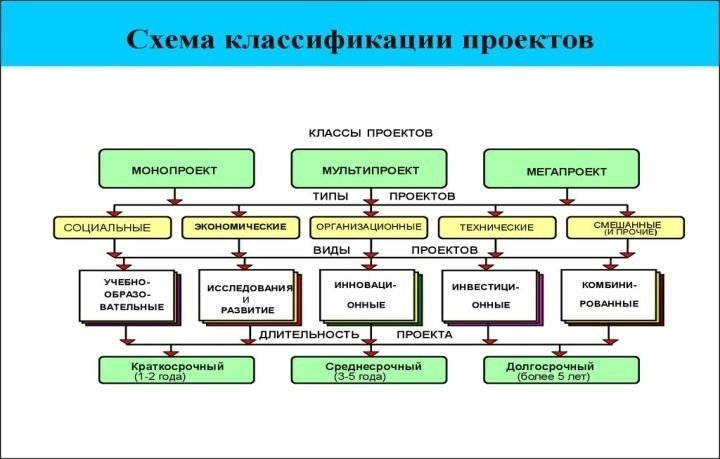 Схема классификации проектов
КЛАССЫ ПРОЕКТОВ
МОНОПРОЕКТ
МУЛЬТИПРОЕКТ
МЕГАПРОЕКТ
ТИПЫ ПРОЕКТОВ
СОЦИАЛЬНЫЕ
ЭКОНОМИЧЕСКИЕ
ОРГАНИЗАЦИОННЫЕ
ТЕХНИЧЕСКИЕ
СМЕШАННЫЕ
(И ПРОЧИЕ)
ВИДЫ ПРОЕКТОВ
УЧЕБНО-
ОБРАЗО-
ВАТЕЛЬНЫЕ
ИССЛЕДОВАНИЯ
И
РАЗВИТИЕ
ИННОВАЦИ-
ОННЫЕ
ИНВЕСТИЦИ-
ОННЫЕ
КОМБИНИ-
РОВАННЫЕ
ДЛИТЕЛЬНОСТЬ ПРОЕКТА
Краткосрочный
(1-2 года)
Среднесрочный
(3-5 года)
Долгосрочный
(более 5 лет)